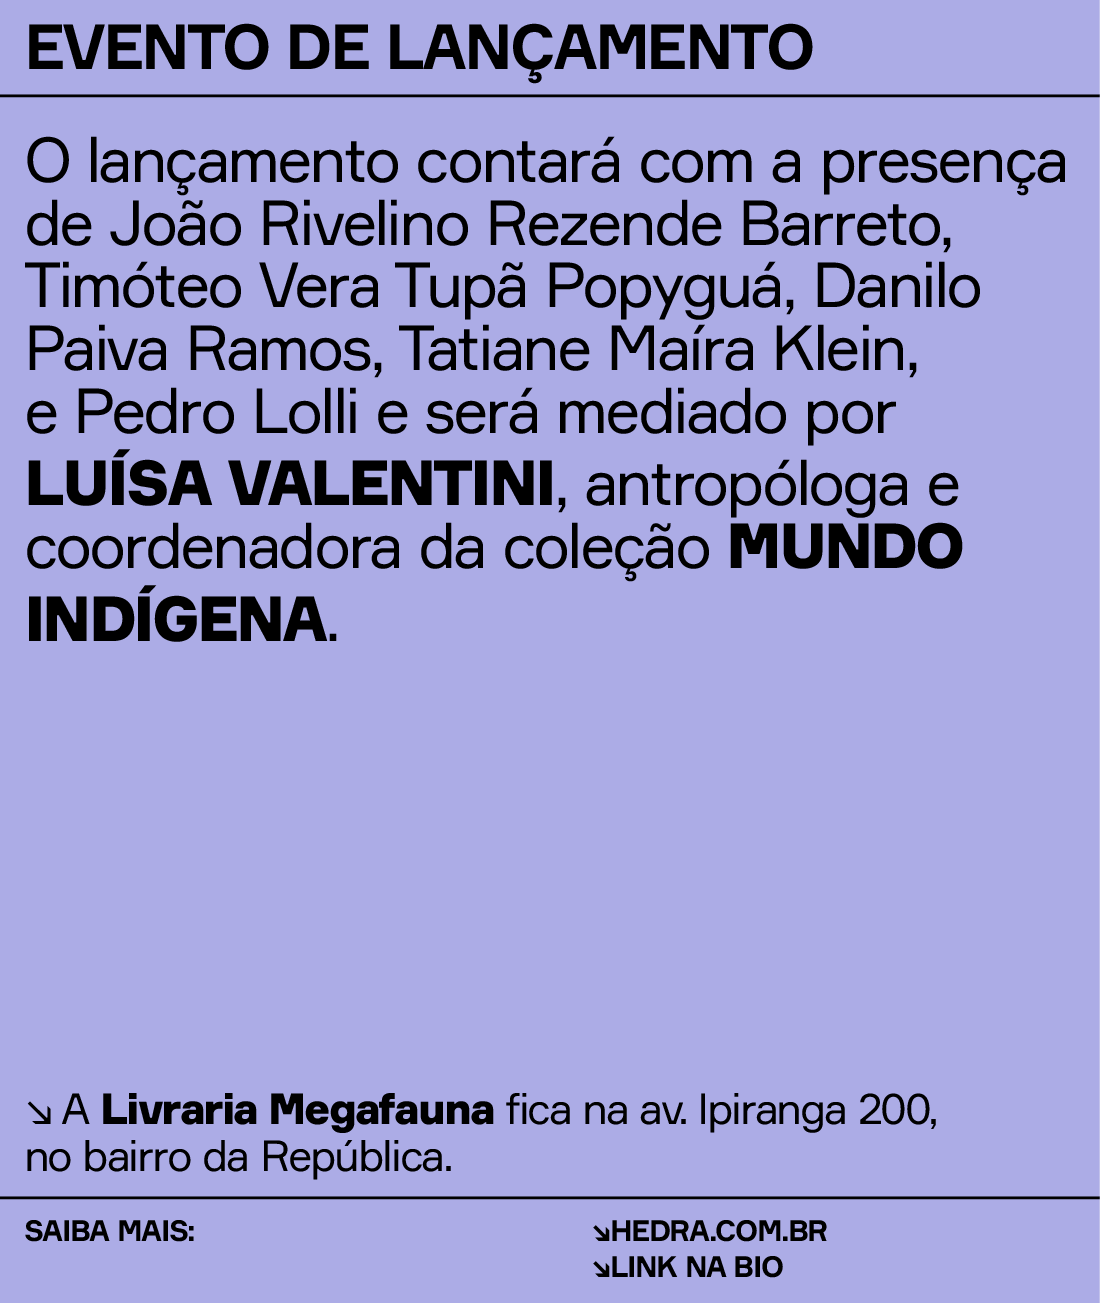 EVENTO DE LANÇAMENTO
O lançamento contará com a presença
de João Rivelino Rezende Barreto,
Timóteo Vera Tupã Popyguá, Danilo
Paiva Ramos, Tatiane Maíra Klein,
e Pedro Lolli e será mediado por
LUÍSA VALENTINI, antropóloga e
coordenadora da coleção MUNDO
INDÍGENA.
↘ A Livraria Megafauna fica na av. Ipiranga 200,
no bairro da República.
SAIBA MAIS:
↘HEDRA.COM.BR
↘LINK NA BIO